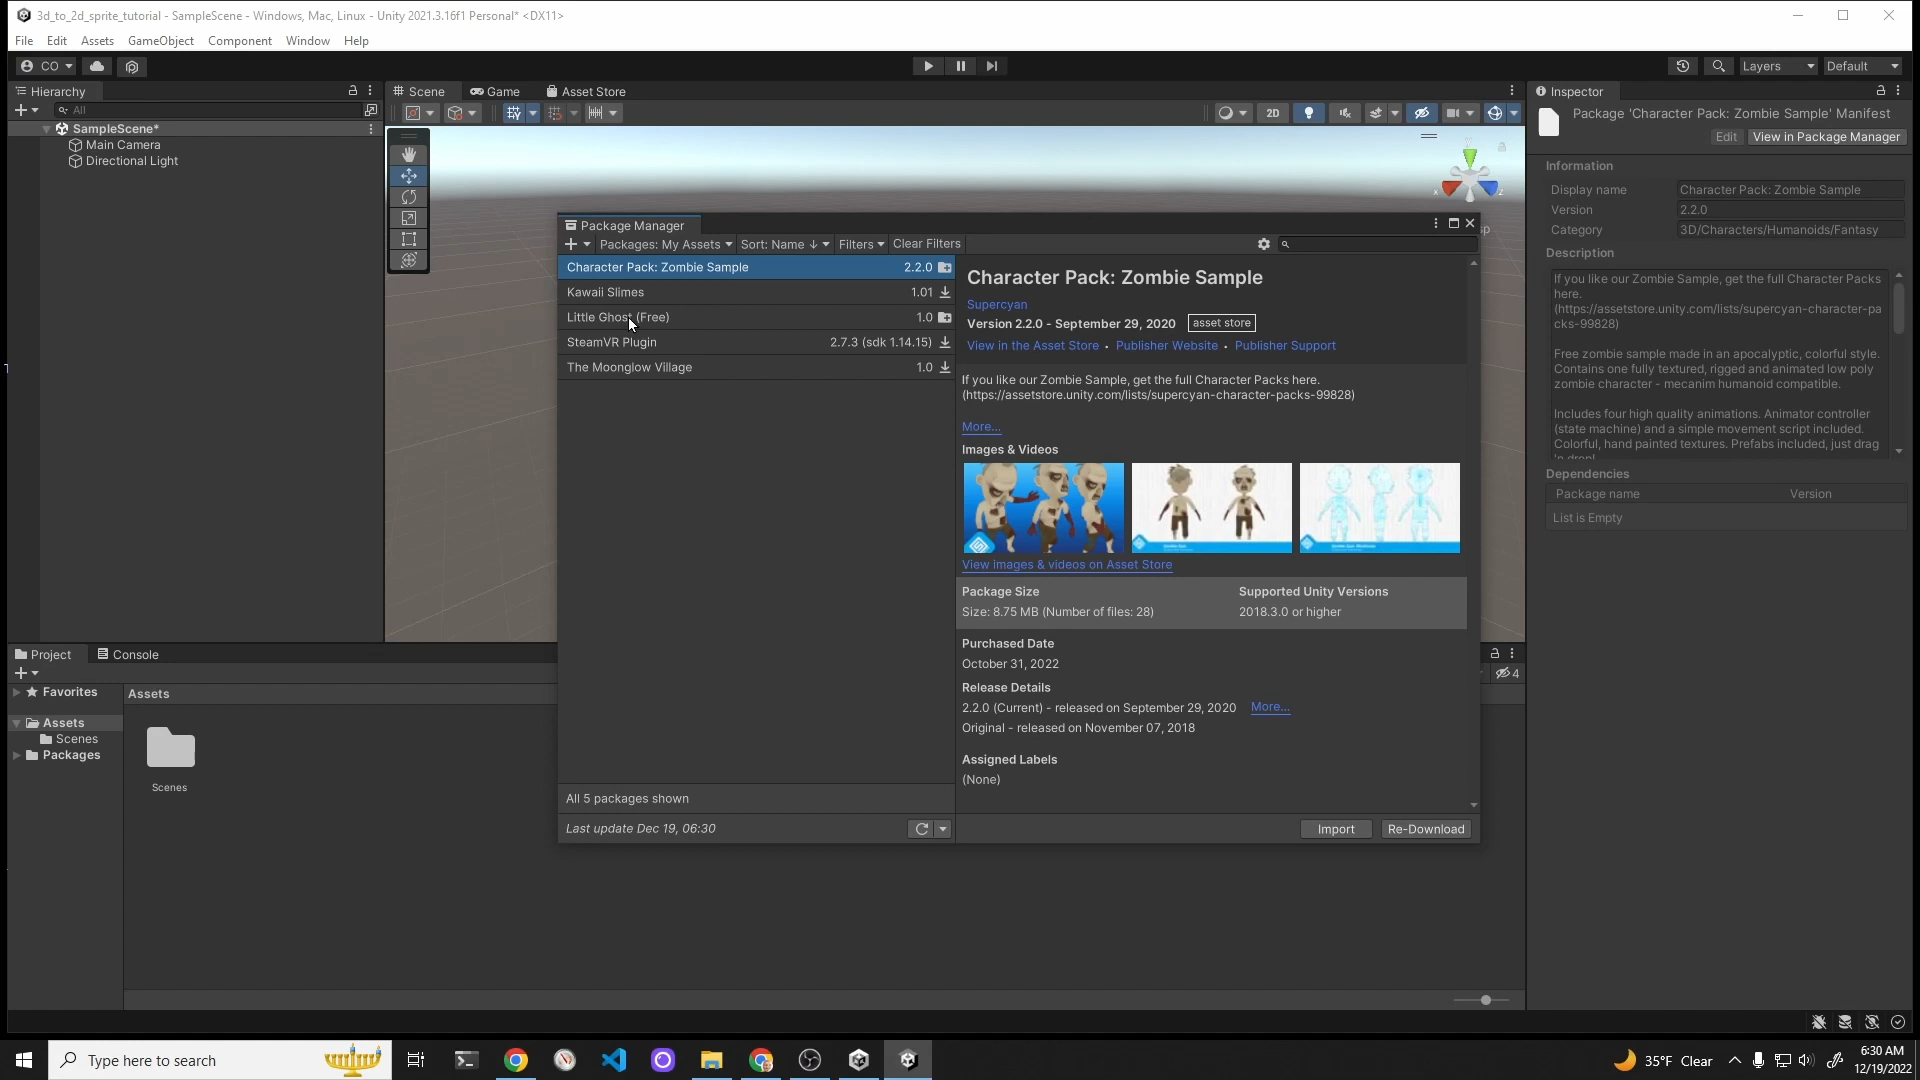 3d_to_2d_sprite_tutorial - SampleScene - Windows, Mac, Linux - Unity 2021.3.16f1 Personal* <DX11>
File Edit Assets GameObject Component Window Help
CO
Layers Default
Hierarchy
All
SampleScene*
Main Camera
Directional Light
Scene Game Asset Store
2D
Package Manager
Packages: My Assets Sort: Name ↓ Filters Clear Filters
Character Pack: Zombie Sample 2.2.0
Kawaii Slimes 1.01
Little Ghost (Free) 1.0
SteamVR Plugin 2.7.3 (sdk 1.14.15)
The Moonglow Village 1.0
All 5 packages shown
Last update Dec 19, 06:30
Character Pack: Zombie Sample
Supercyan
Version 2.2.0 - September 29, 2020 asset store
View in the Asset Store • Publisher Website • Publisher Support
If you like our Zombie Sample, get the full Character Packs here.
(https://assetstore.unity.com/lists/supercyan-character-packs-99828)
More...
Images & Videos
View images & videos on Asset Store
Package Size Supported Unity Versions
Size: 8.75 MB (Number of files: 28) 2018.3.0 or higher
Purchased Date
October 31, 2022
Release Details
2.2.0 (Current) - released on September 29, 2020 More...
Original - released on November 07, 2018
Assigned Labels
(None)
Import Re-Download
Inspector
Package 'Character Pack: Zombie Sample' Manifest
Edit View in Package Manager
Information
Display name Character Pack: Zombie Sample
Version 2.2.0
Category 3D/Characters/Humanoids/Fantasy
Description
If you like our Zombie Sample, get the full Character Packs
here.
(https://assetstore.unity.com/lists/supercyan-character-pa
cks-99828)
Free zombie sample made in an apocalyptic, colorful style.
Contains one fully textured, rigged and animated low poly
zombie character - mecanim humanoid compatible.
Includes four high quality animations. Animator controller
(state machine) and a simple movement script included.
Colorful, hand painted textures. Prefabs included, just drag
'n drop!
Dependencies
Package name Version
List is Empty
Project Console
4
Favorites
Assets
Scenes
Packages
Assets
Scenes
Type here to search
35°F Clear
6:30 AM
12/19/2022